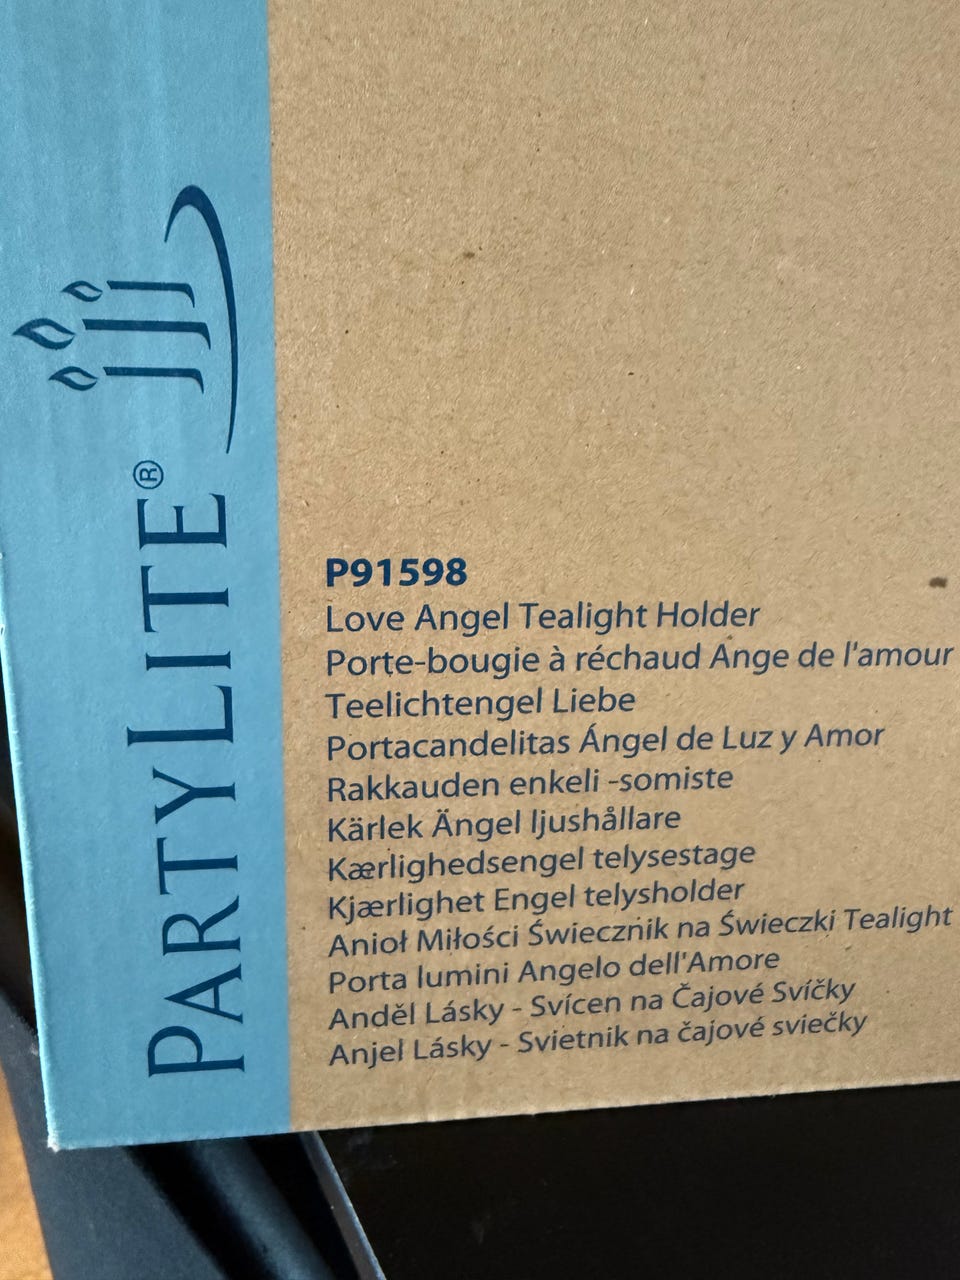 PARTYLITE®
P91598
Love Angel Tealight Holder
Porte-bougie à réchaud Ange de l'amour
Teelichtengel Liebe
Portacandelitas Ángel de Luz y Amor
Rakkauden enkeli -somiste
Kärlek Ängel ljushållare
Kærlighedsengel telysestage
Kjærlighet Engel telysholder
Anioł Miłości Świecznik na Świeczki Tealight
Porta lumini Angelo dell'Amore
Anděl Lásky - Svícen na Čajové Svíčky
Anjel Lásky - Svietnik na čajové sviečky